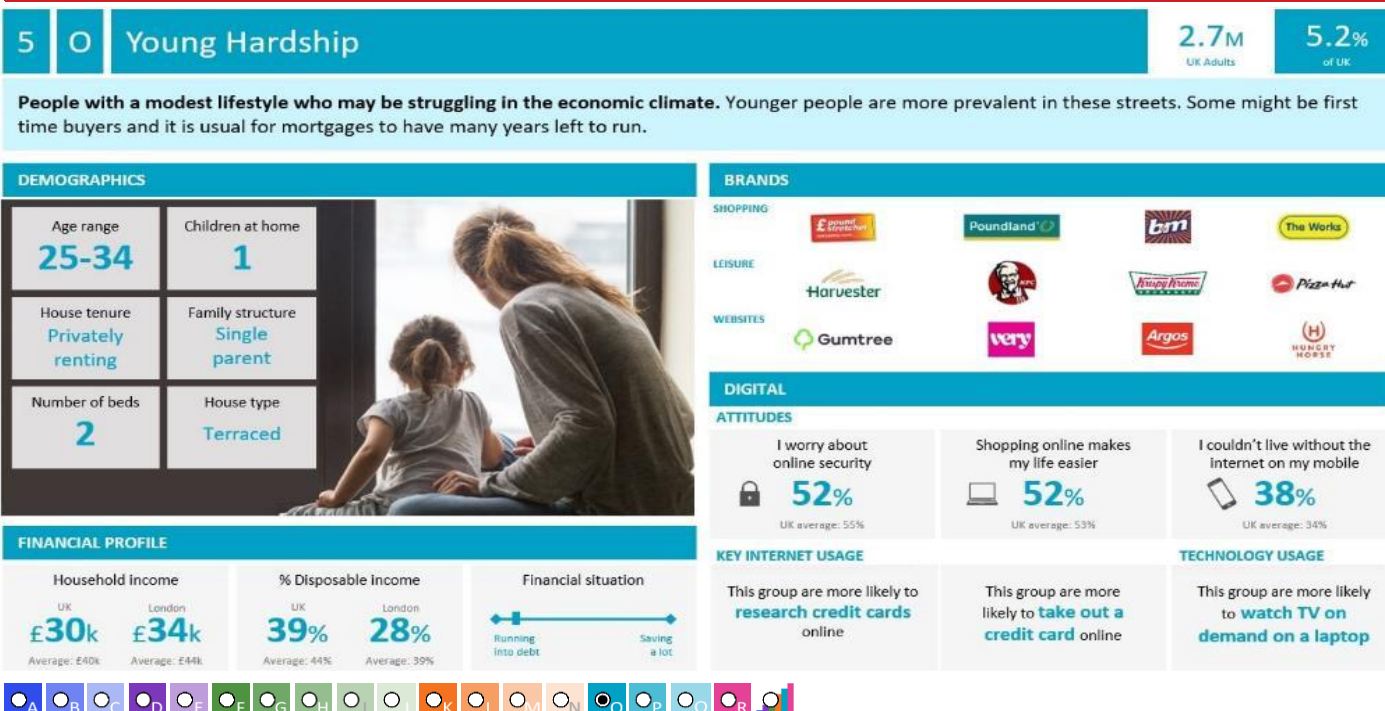 5 O Young Hardship
2.7M
UK Adults
5.2%
of UK
People with a modest lifestyle who may be struggling in the economic climate. Younger people are more prevalent in these streets. Some might be first
time buyers and it is usual for mortgages to have many years left to run.
DEMOGRAPHICS
Age range
25-34
Children at home
1
House tenure
Privately
renting
Family structure
Single
parent
Number of beds
2
House type
Terraced
FINANCIAL PROFILE
Household income
UK
£30k
Average: £40k
London
£34k
Average: £44k
% Disposable income
UK
39%
Average: 44%
London
28%
Average: 39%
Financial situation
Running
into debt
Saving
a lot
BRANDS
SHOPPING
£ pound
stretcher
Poundland
bm
The Works
LEISURE
Harvester
KFC
Krispy Kreme
Pizza Hut
WEBSITES
Gumtree
very
Argos
H
HUNGRY
HORSE
DIGITAL
ATTITUDES
I worry about
online security
52%
UK average: 55%
Shopping online makes
my life easier
52%
UK average: 53%
I couldn't live without the
internet on my mobile
38%
UK average: 34%
KEY INTERNET USAGE
This group are more likely to
research credit cards
online
This group are more
likely to take out a
credit card online
TECHNOLOGY USAGE
This group are more likely
to watch TV on
demand on a laptop
A B C D E F G H I J K L M N O P Q R